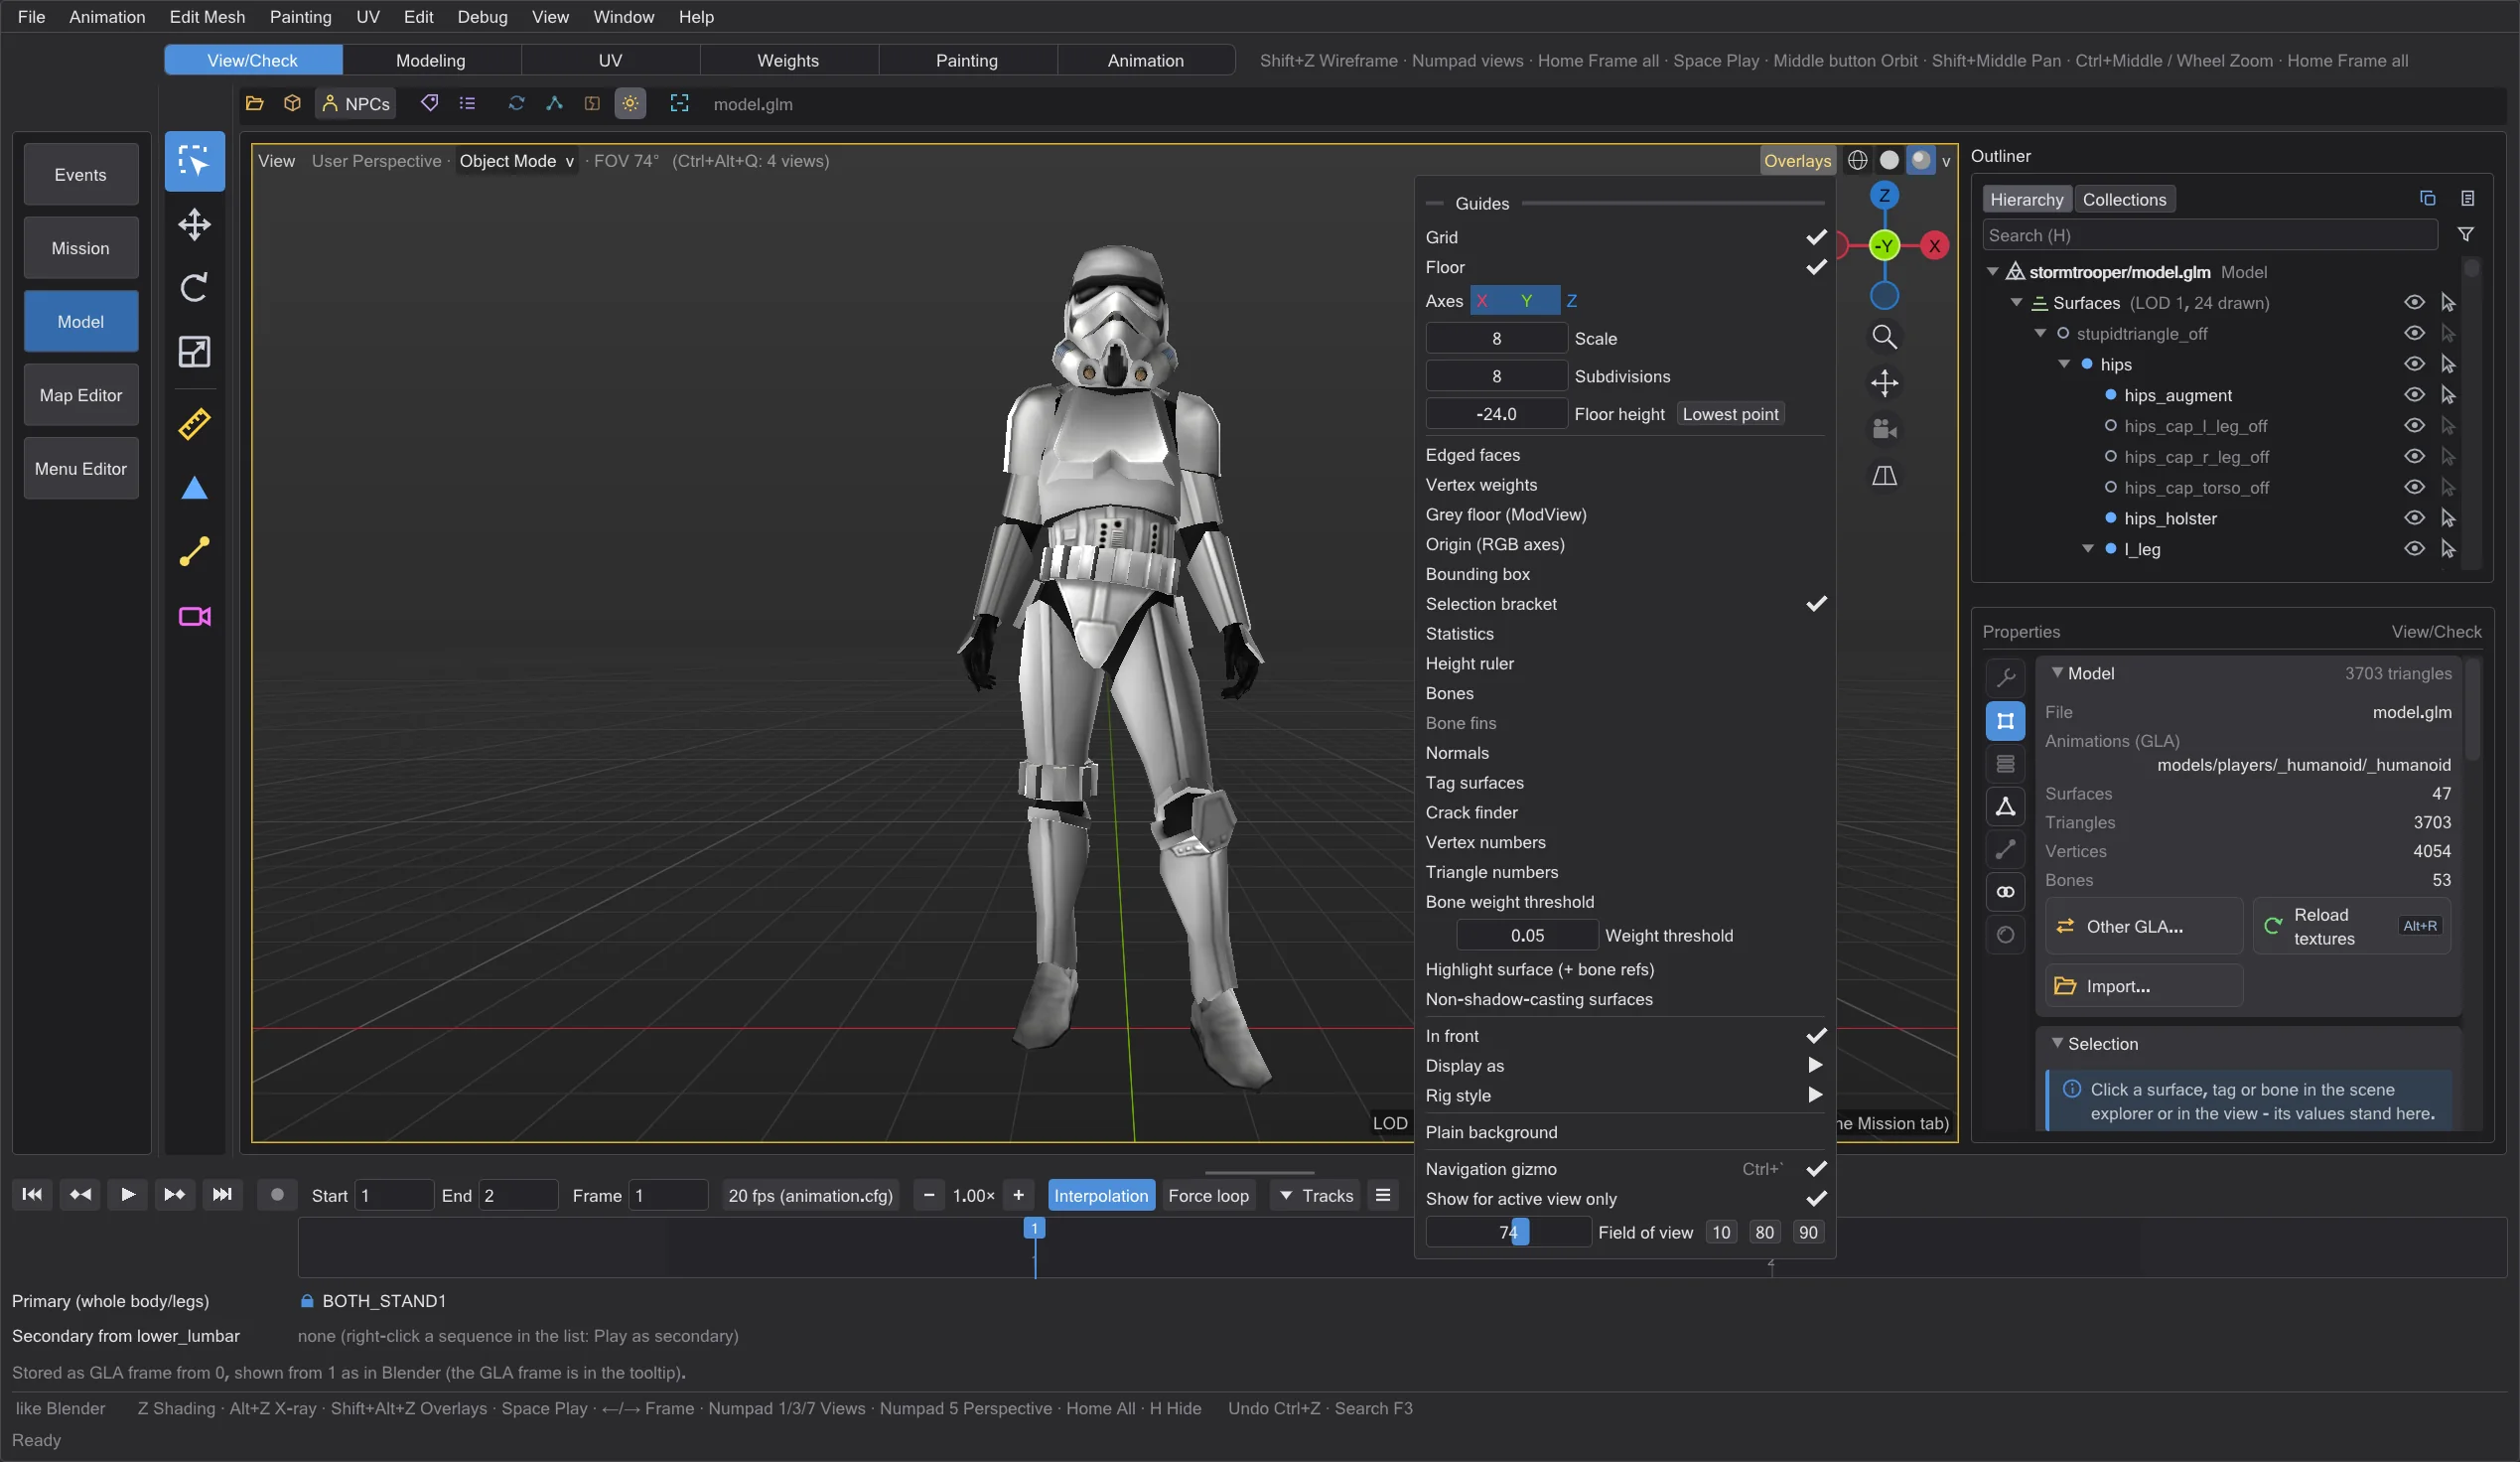 File Animation Edit Mesh Painting UV Edit Debug View Window Help
View/Check Modeling UV Weights Painting Animation Shift+Z Wireframe · Numpad views · Home Frame all · Space Play · Middle button Orbit · Shift+Middle Pan · Ctrl+Middle / Wheel Zoom · Home Frame all
NPCs model.glm
Events
Mission
Model
Map Editor
Menu Editor
View User Perspective · Object Mode v · FOV 74° (Ctrl+Alt+Q: 4 views)
Overlays v
Guides
Grid
Floor
Axes X Y Z
8 Scale
8 Subdivisions
-24.0 Floor height Lowest point
Edged faces
Vertex weights
Grey floor (ModView)
Origin (RGB axes)
Bounding box
Selection bracket
Statistics
Height ruler
Bones
Bone fins
Normals
Tag surfaces
Crack finder
Vertex numbers
Triangle numbers
Bone weight threshold
0.05 Weight threshold
Highlight surface (+ bone refs)
Non-shadow-casting surfaces
In front
Display as
Rig style
Plain background
Navigation gizmo Ctrl+`
Show for active view only
74 Field of view 10 80 90
Z
-Y X
LOD
he Mission tab)
Outliner
Hierarchy Collections
Search (H)
stormtrooper/model.glm Model
Surfaces (LOD 1, 24 drawn)
stupidtriangle_off
hips
hips_augment
hips_cap_l_leg_off
hips_cap_r_leg_off
hips_cap_torso_off
hips_holster
l_leg
Properties View/Check
Model 3703 triangles
File model.glm
Animations (GLA)
models/players/_humanoid/_humanoid
Surfaces 47
Triangles 3703
Vertices 4054
Bones 53
Other GLA...
Reload textures Alt+R
Import...
Selection
Click a surface, tag or bone in the scene
explorer or in the view - its values stand here.
Start 1 End 2 Frame 1 20 fps (animation.cfg) − 1.00× + Interpolation Force loop Tracks
1
2
Primary (whole body/legs) BOTH_STAND1
Secondary from lower_lumbar none (right-click a sequence in the list: Play as secondary)
Stored as GLA frame from 0, shown from 1 as in Blender (the GLA frame is in the tooltip).
like Blender Z Shading · Alt+Z X-ray · Shift+Alt+Z Overlays · Space Play · ←/→ Frame · Numpad 1/3/7 Views · Numpad 5 Perspective · Home All · H Hide Undo Ctrl+Z · Search F3
Ready